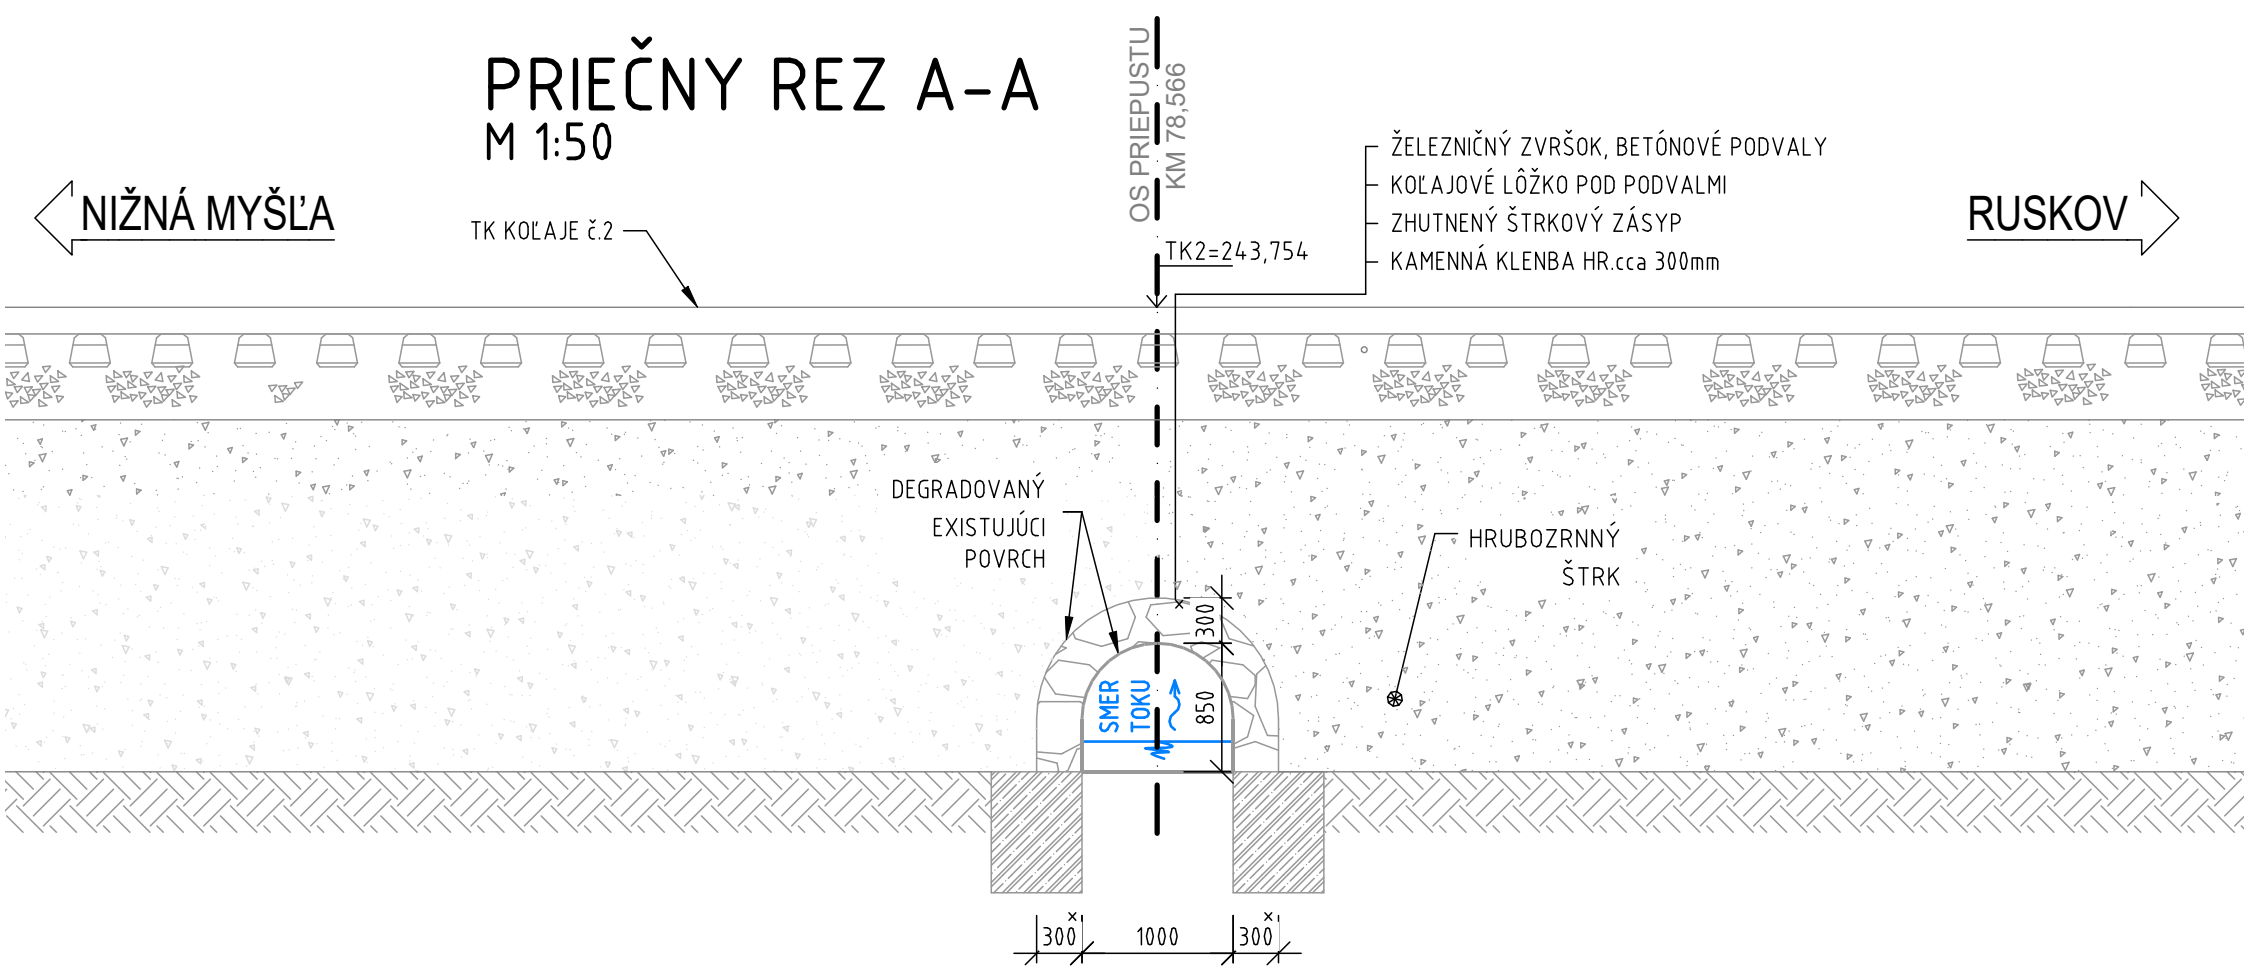 PRIEČNY REZ A-A
M 1:50
OS PRIEPUSTU
KM 78,566
NIŽNÁ MYŠĽA
TK KOĽAJE č.2
TK2=243,754
ŽELEZNIČNÝ ZVRŠOK, BETÓNOVÉ PODVALY
KOĽAJOVÉ LÔŽKO POD PODVALMI
ZHUTNENÝ ŠTRKOVÝ ZÁSYP
KAMENNÁ KLENBA HR.cca 300mm
RUSKOV
DEGRADOVANÝ
EXISTUJÚCI
POVRCH
HRUBOZRNNÝ
ŠTRK
300
850
SMER
TOKU
300
1000
300